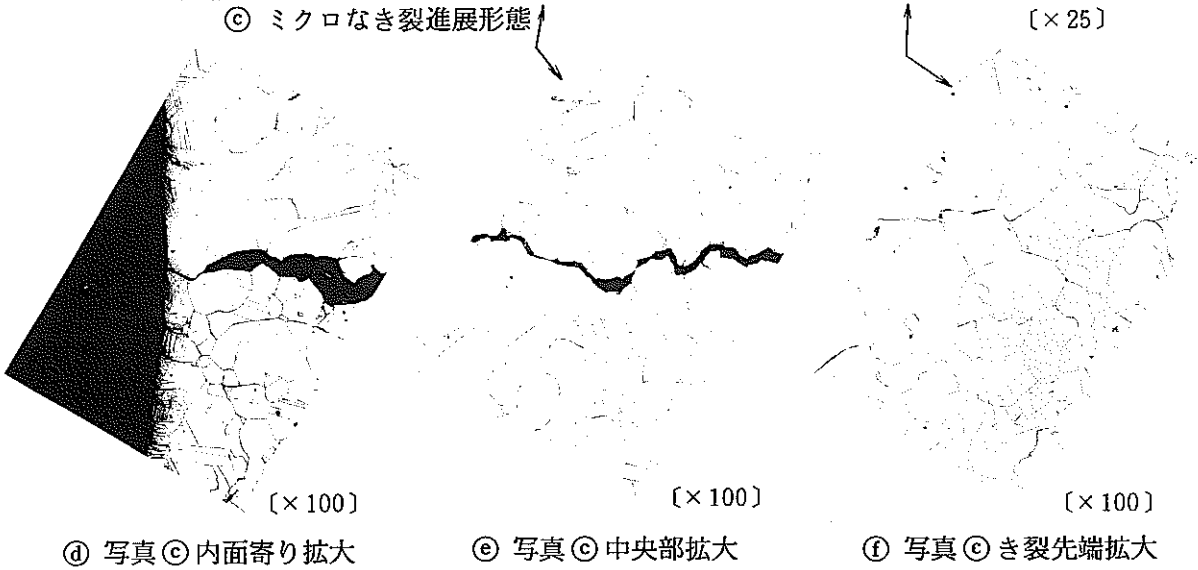 ⓒ ミクロなき裂進展形態
〔×25〕
〔×100〕
〔×100〕
〔×100〕
ⓓ 写真ⓒ内面寄り拡大
ⓔ 写真ⓒ中央部拡大
ⓕ 写真ⓒき裂先端拡大